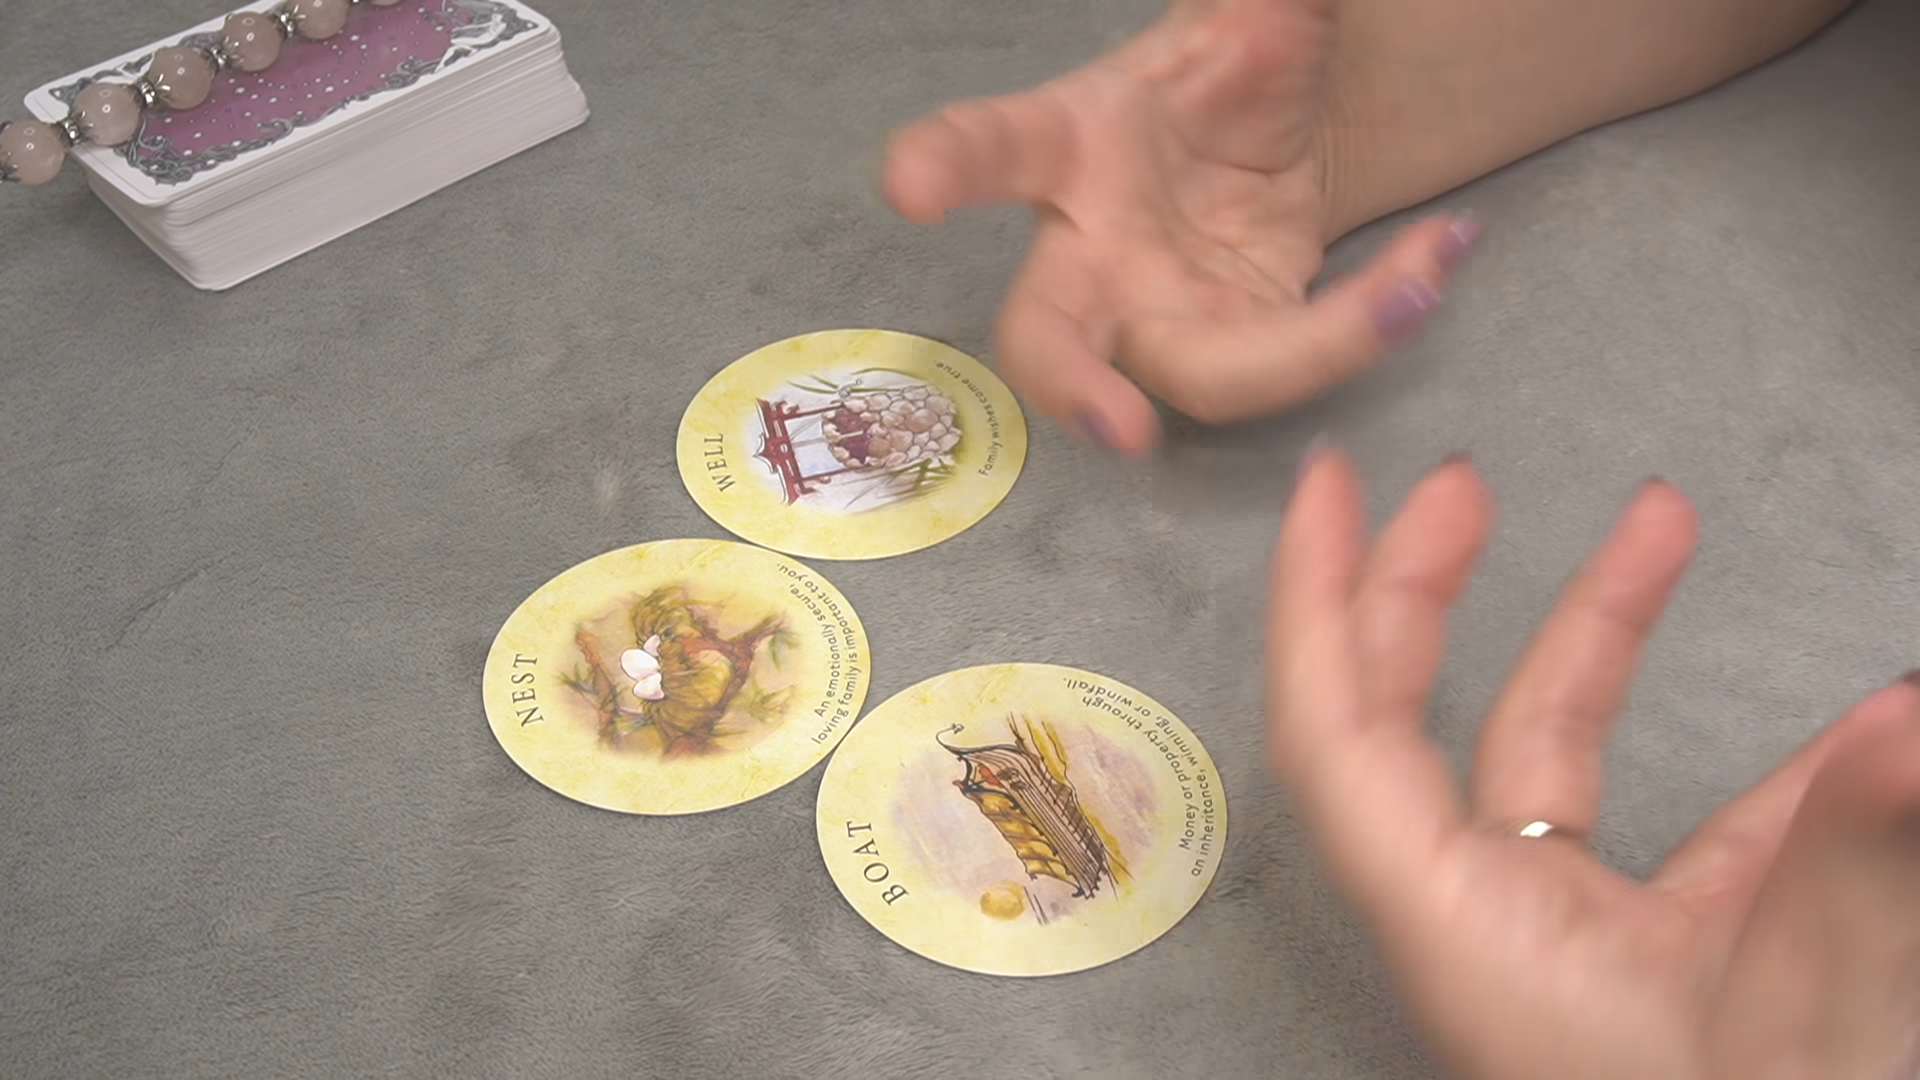 WELL
Family wishes come true.
NEST
An emotionally secure,
loving family is important to you.
BOAT
Money or property through
an inheritance, winning, or windfall.